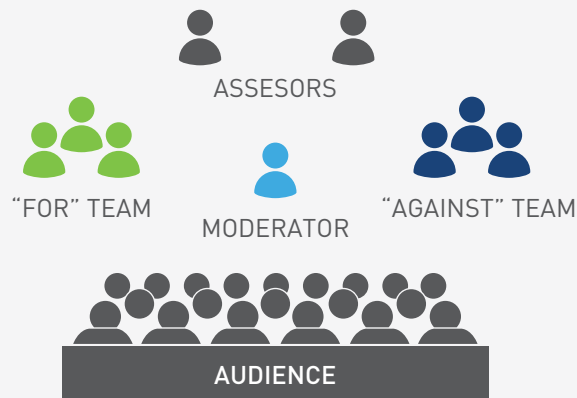 ASSESORS
“FOR” TEAM
MODERATOR
“AGAINST” TEAM
AUDIENCE